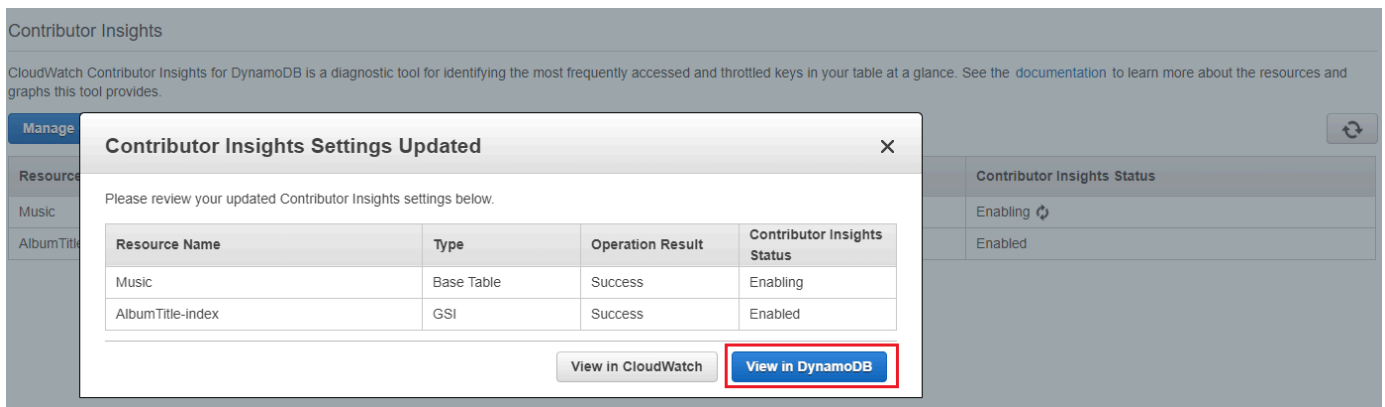 Contributor Insights
CloudWatch Contributor Insights for DynamoDB is a diagnostic tool for identifying the most frequently accessed and throttled keys in your table at a glance. See the documentation to learn more about the resources and
graphs this tool provides.
Manage
Contributor Insights Settings Updated
Resource
Contributor Insights Status
Please review your updated Contributor Insights settings below.
Music
Enabling
AlbumTitle
Enabled
Resource Name Type Operation Result Contributor Insights
Status
Music Base Table Success Enabling
AlbumTitle-index GSI Success Enabled
View in CloudWatch View in DynamoDB